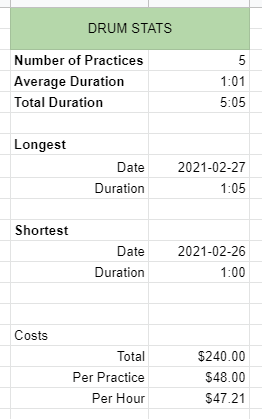 DRUM STATS
Number of Practices 5
Average Duration 1:01
Total Duration 5:05
Longest
Date 2021-02-27
Duration 1:05
Shortest
Date 2021-02-26
Duration 1:00
Costs
Total $240.00
Per Practice $48.00
Per Hour $47.21